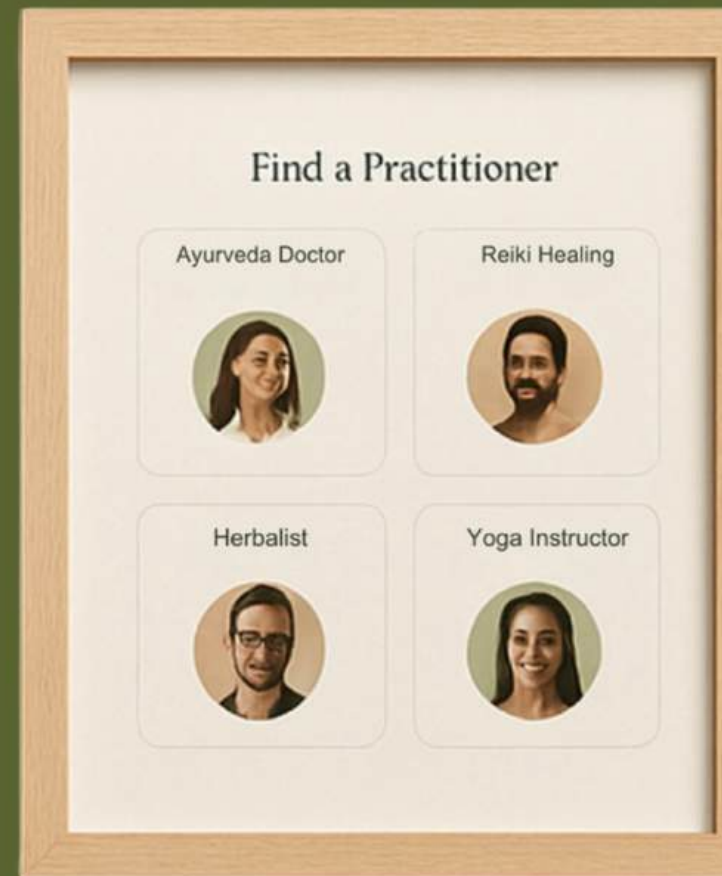 Find a Practitioner
Ayurveda Doctor
Reiki Healing
Herbalist
Yoga Instructor